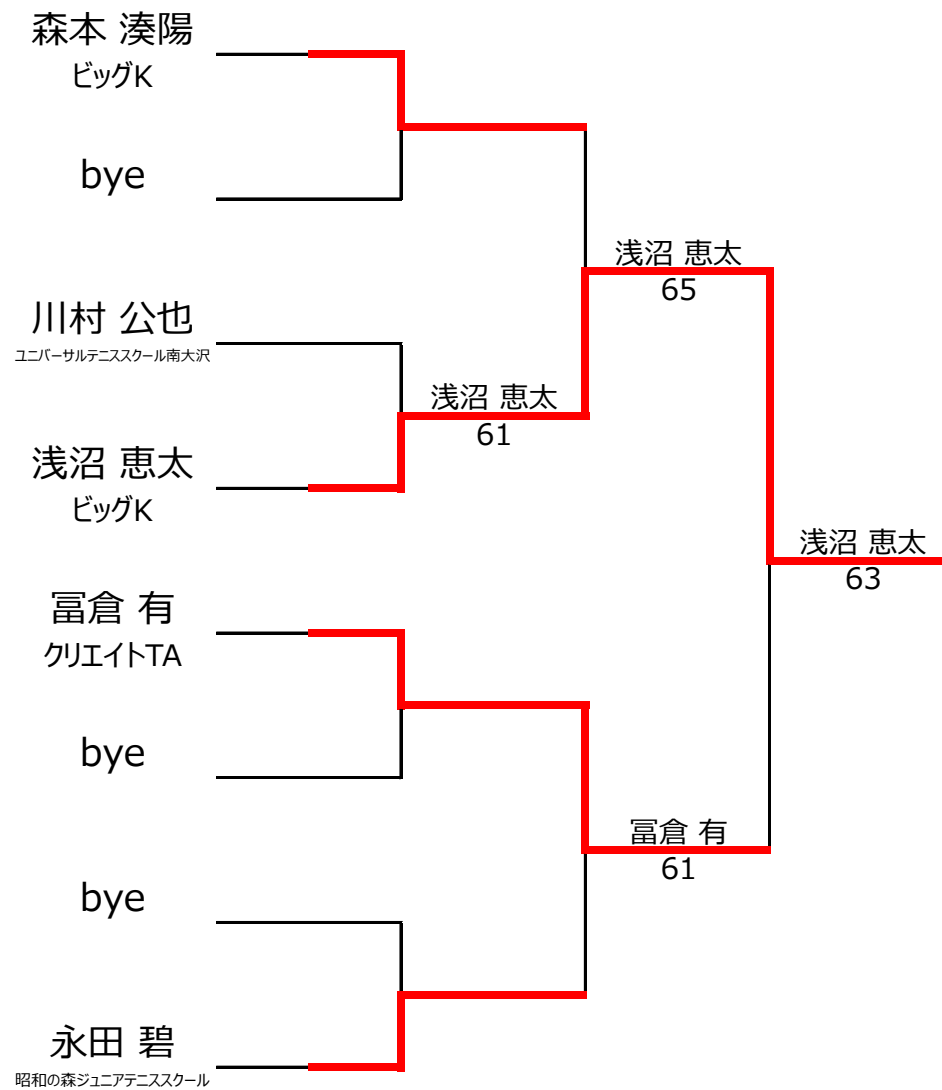 森本 湊陽
ビッグK
bye
川村 公也
ユニバーサルテニススクール南大沢
浅沼 恵太
ビッグK
冨倉 有
クリエイトTA
bye
bye
永田 碧
昭和の森ジュニアテニススクール
浅沼 恵太
61
浅沼 恵太
65
冨倉 有
61
浅沼 恵太
63